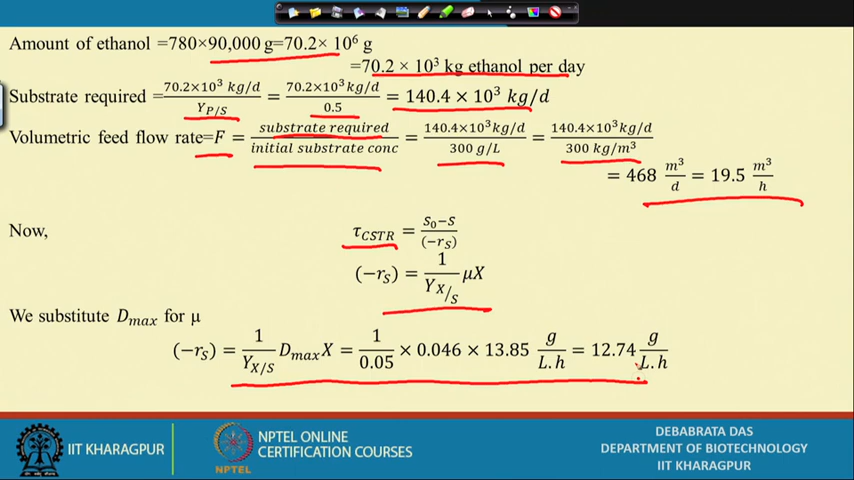 Amount of ethanol =780×90,000 g=70.2× 10⁶ g
=70.2 × 10³ kg ethanol per day
Substrate required = 70.2×10³ kg/d / Y_P/S = 70.2×10³kg/d / 0.5 = 140.4 × 10³ kg/d
Volumetric feed flow rate=F = substrate required / initial substrate conc = 140.4×10³kg/d / 300 g/L = 140.4×10³kg/d / 300 kg/m³
= 468 m³/d = 19.5 m³/h
Now, τ_CSTR = S₀−S / (−r_S)
(−r_S) = 1 / Y_X/S μX
We substitute D_max for μ
(−r_S) = 1 / Y_X/S D_max X = 1 / 0.05 × 0.046 × 13.85 g / L.h = 12.74 g / L.h
IIT KHARAGPUR
NPTEL
NPTEL ONLINE
CERTIFICATION COURSES
DEBABRATA DAS
DEPARTMENT OF BIOTECHNOLOGY
IIT KHARAGPUR